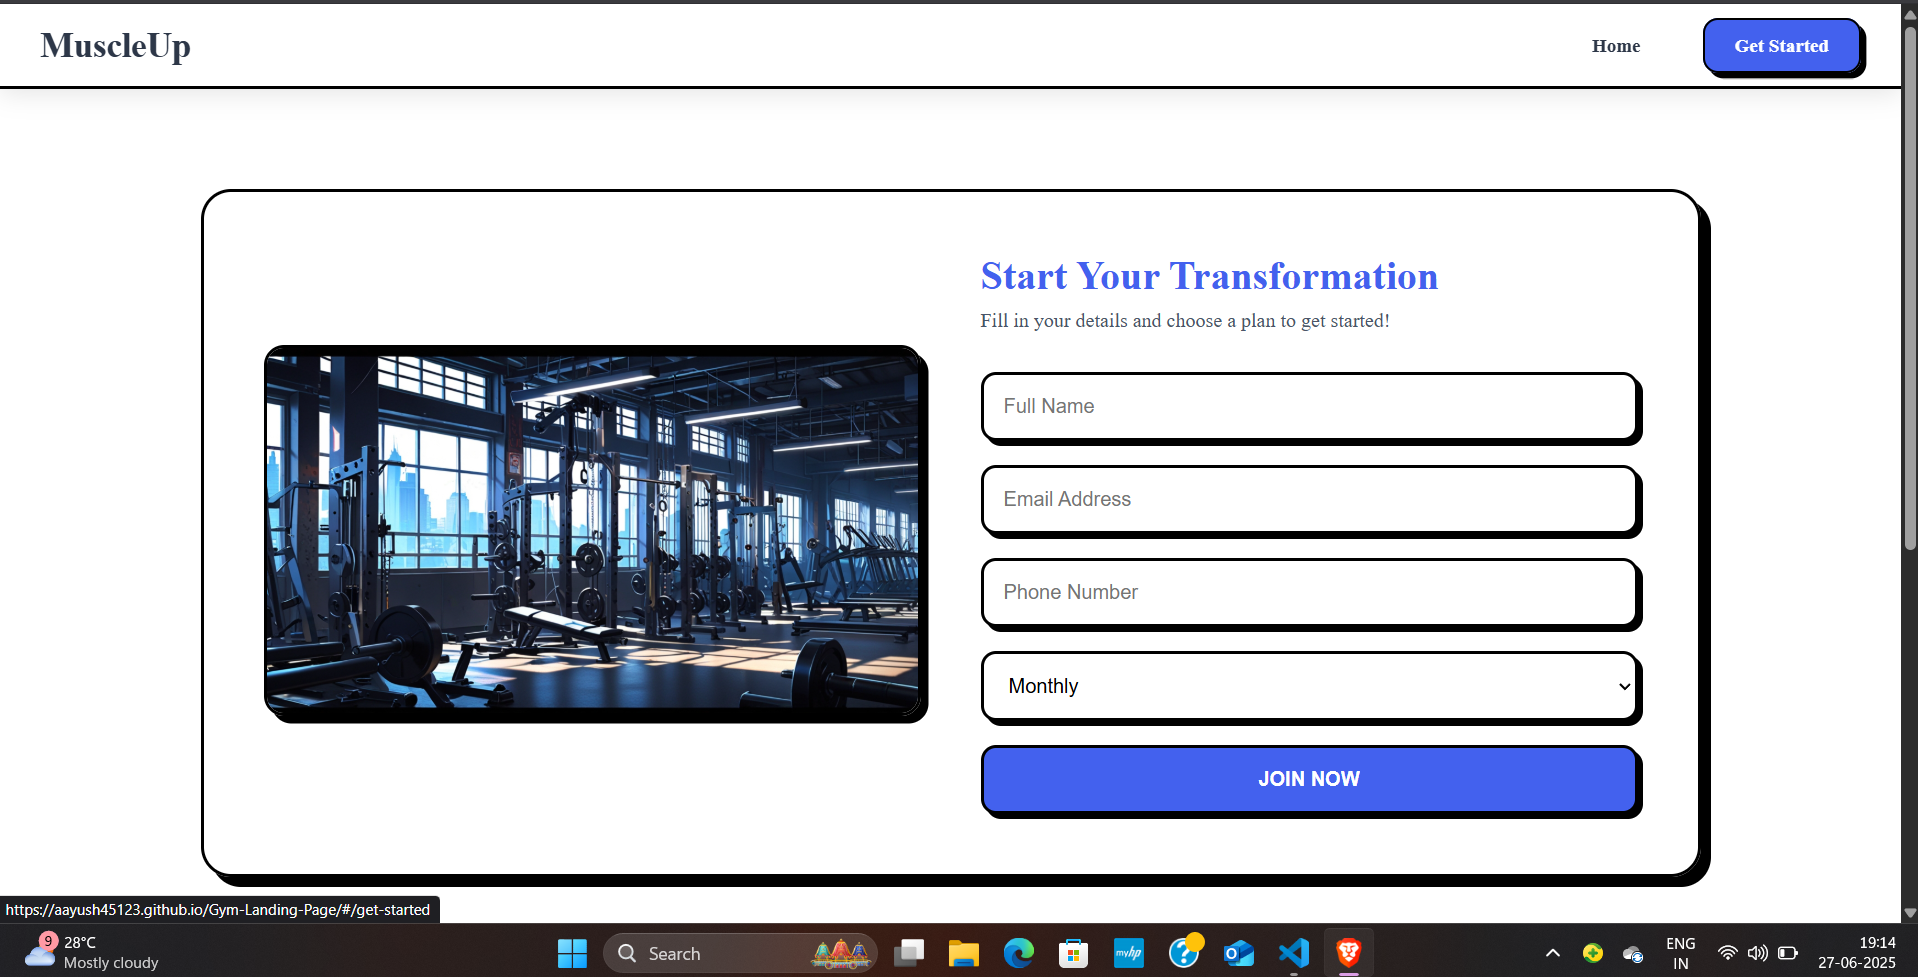 MuscleUp
Home
Get Started
Start Your Transformation
Fill in your details and choose a plan to get started!
Full Name
Email Address
Phone Number
Monthly
JOIN NOW
https://aayush45123.github.io/Gym-Landing-Page/#/get-started
9
28°C
Mostly cloudy
Search
myhp
ENG
IN
19:14
27-06-2025